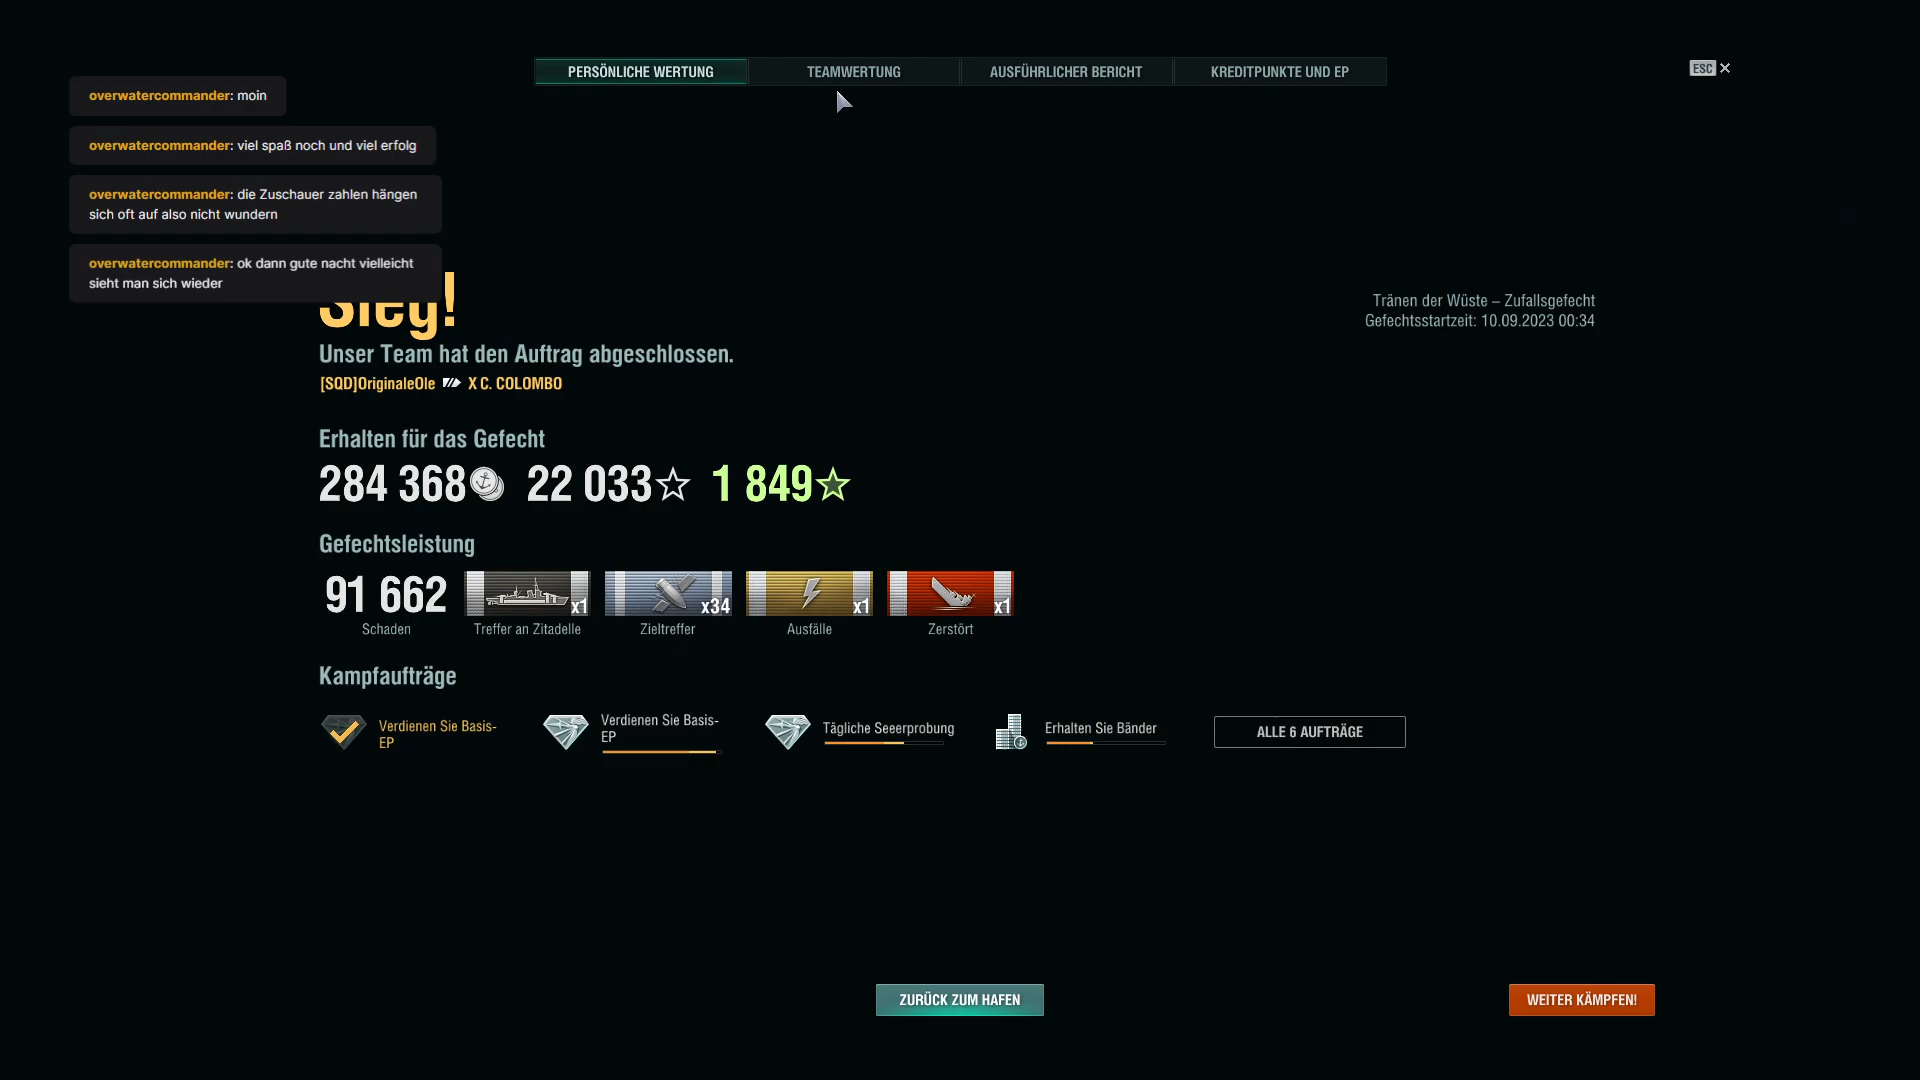 PERSÖNLICHE WERTUNG
TEAMWERTUNG
AUSFÜHRLICHER BERICHT
KREDITPUNKTE UND EP
ESC
overwatercommander: moin
overwatercommander: viel spaß noch und viel erfolg
overwatercommander: die Zuschauer zahlen hängen
sich oft auf also nicht wundern
overwatercommander: ok dann gute nacht vielleicht
sieht man sich wieder
Sieg!
Tränen der Wüste – Zufallsgefecht
Gefechtsstartzeit: 10.09.2023 00:34
Unser Team hat den Auftrag abgeschlossen.
[SQD]OriginaleOle X C. COLOMBO
Erhalten für das Gefecht
284 368 22 033 1 849
Gefechtsleistung
91 662 x1 x34 x1 x1
Schaden Treffer an Zitadelle Zieltreffer Ausfälle Zerstört
Kampfaufträge
Verdienen Sie Basis-
EP
Verdienen Sie Basis-
EP
Tägliche Seeerprobung
Erhalten Sie Bänder
ALLE 6 AUFTRÄGE
ZURÜCK ZUM HAFEN
WEITER KÄMPFEN!